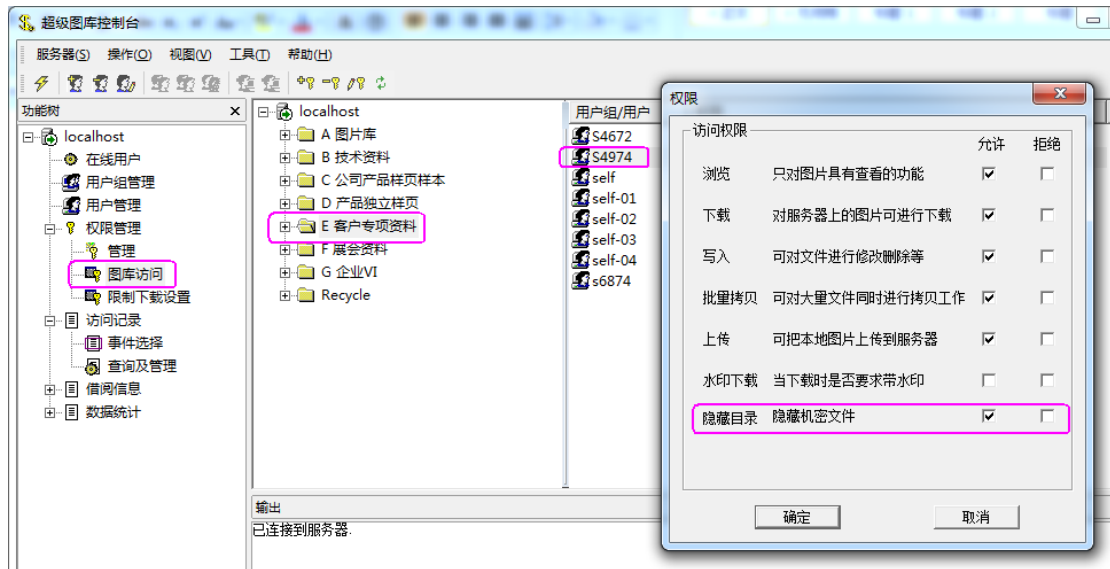 超级图库控制台
服务器(S) 操作(O) 视图(V) 工具(T) 帮助(H)
功能树
localhost
在线用户
用户组管理
用户管理
权限管理
管理
图库访问
限制下载设置
访问记录
事件选择
查询及管理
借阅信息
数据统计
localhost
A 图片库
B 技术资料
C 公司产品样页样本
D 产品独立样页
E 客户专项资料
F 展会资料
G 企业VI
Recycle
用户组/用户
S4672
S4974
self
self-01
self-02
self-03
self-04
s6874
输出
已连接到服务器.
权限
访问权限
允许 拒绝
浏览 只对图片具有查看的功能
下载 对服务器上的图片可进行下载
写入 可对文件进行修改删除等
批量拷贝 可对大量文件同时进行拷贝工作
上传 可把本地图片上传到服务器
水印下载 当下载时是否要求带水印
隐藏目录 隐藏机密文件
确定 取消